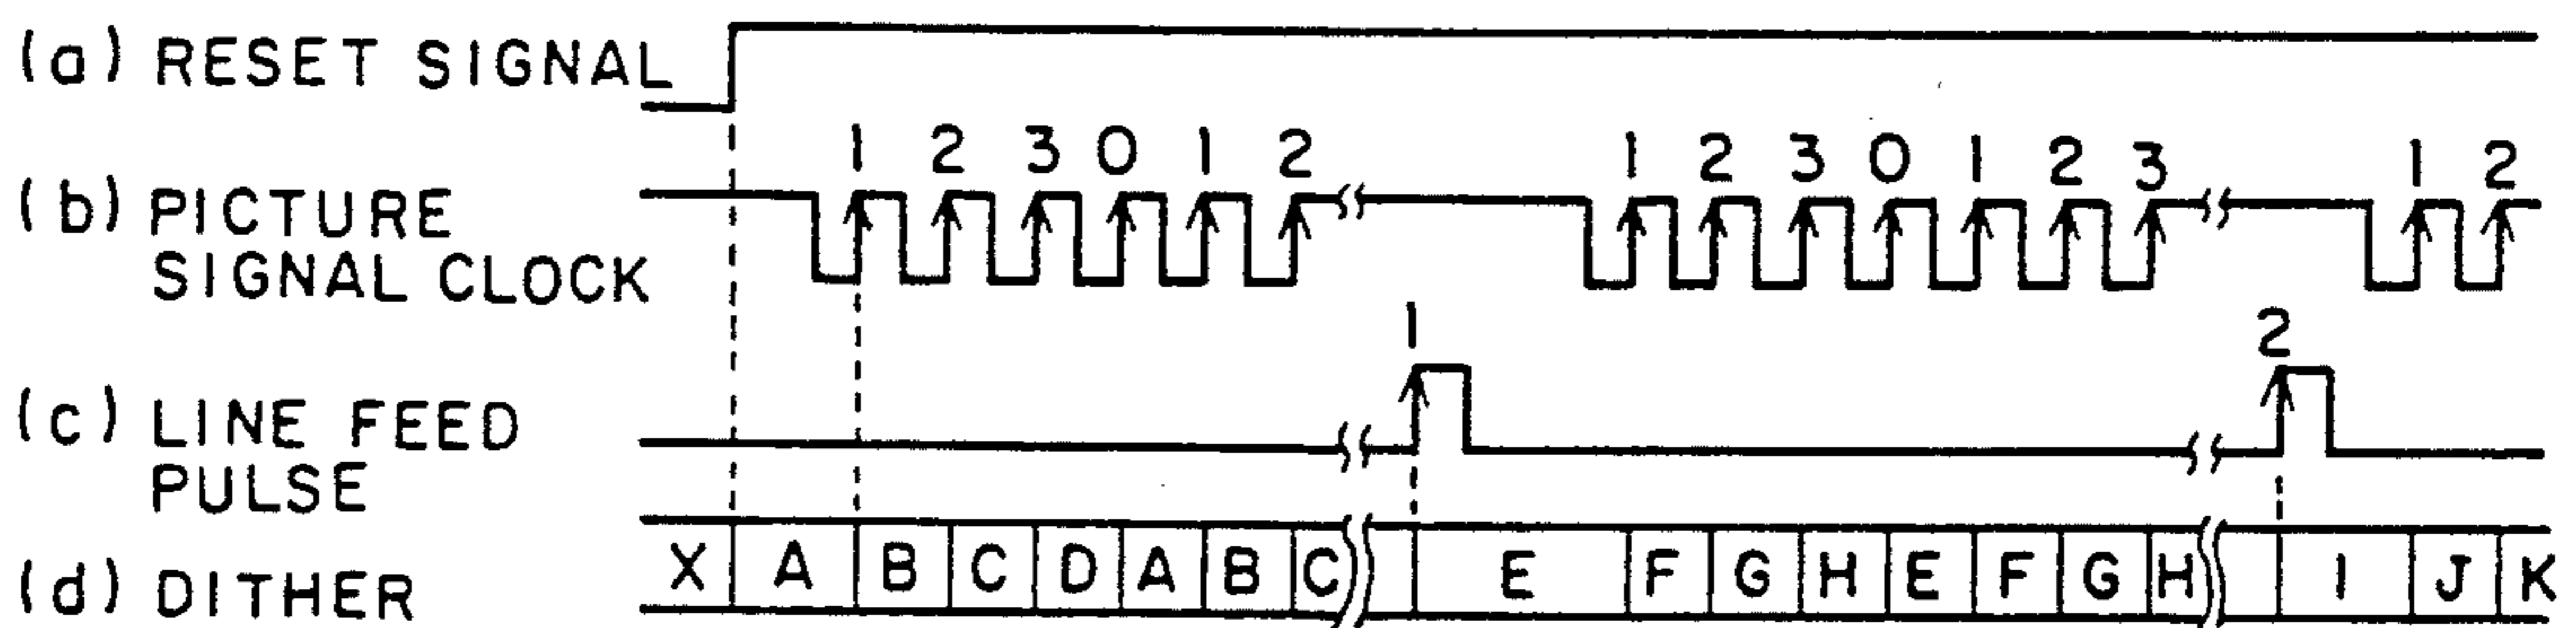 (a) RESET SIGNAL
1 2 3 0 1 2 1 2 3 0 1 2 3 1 2
(b) PICTURE
SIGNAL CLOCK
1 2
(c) LINE FEED
PULSE
(d) DITHER X A B C D A B C E F G H E F G H I J K